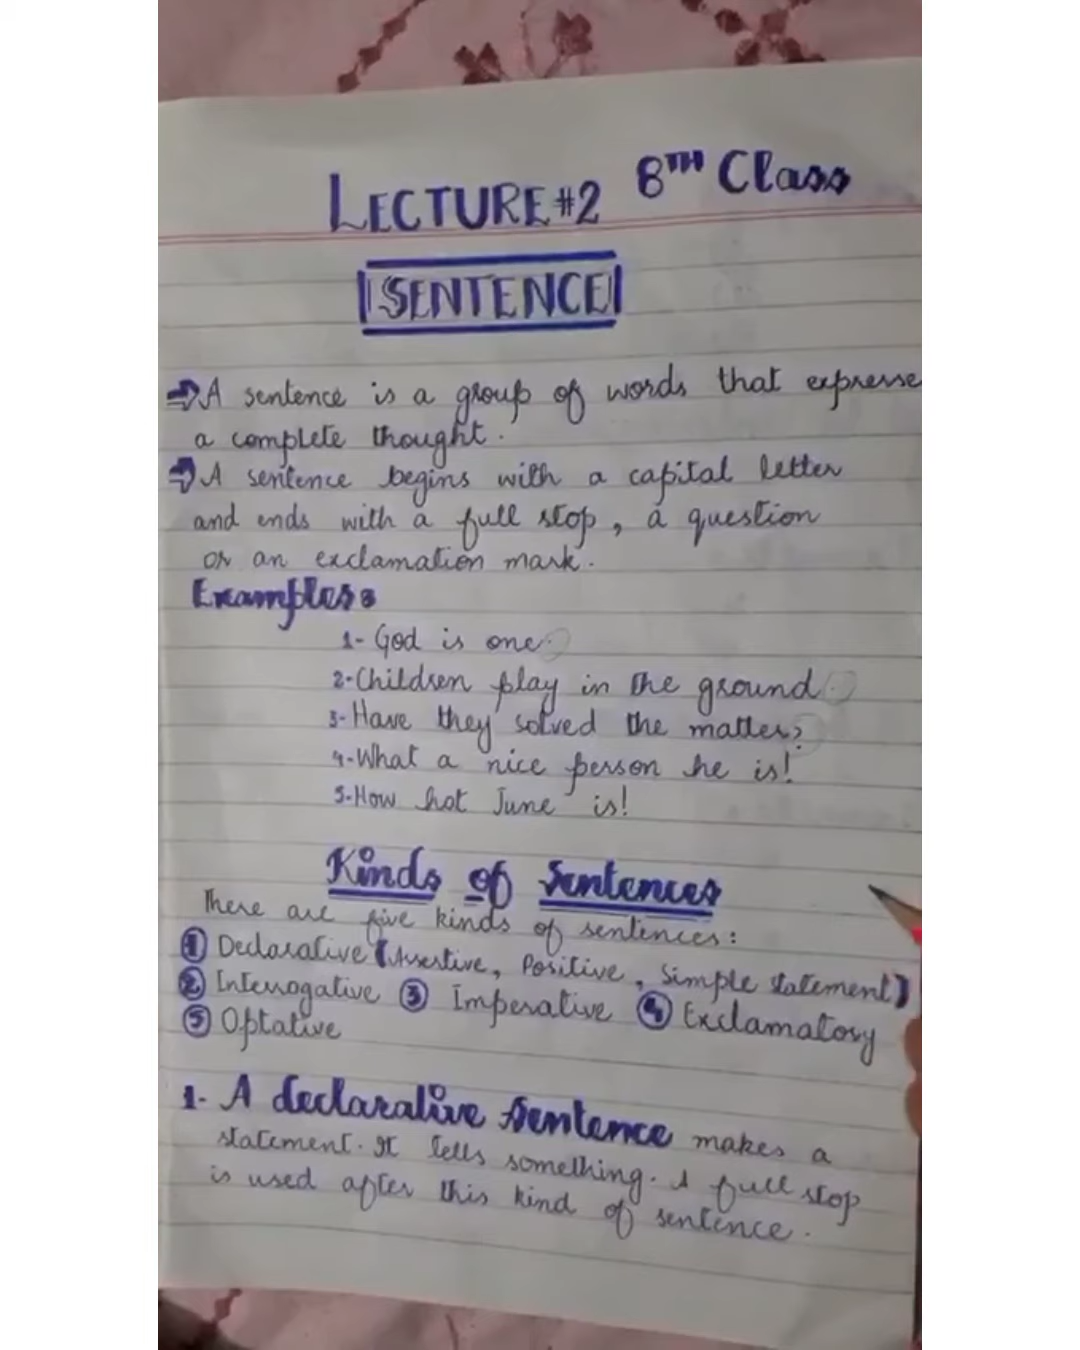 LECTURE #2 8TH Class
SENTENCE
⇒ A sentence is a group of words that expresse
a complete thought.
⇒ A sentence begins with a capital letter
and ends with a full stop, a question
or an exclamation mark.
Examples:
1- God is one.
2- Children play in the ground.
3- Have they solved the matter?
4- What a nice person he is!
5- How hot June is!
Kinds of Sentences
There are five kinds of sentences:
① Declarative (Assertive, Positive, Simple statement)
② Interrogative ③ Imperative ④ Exclamatory
⑤ Optative
1- A declarative Sentence makes a
statement. It tells something. A full stop
is used after this kind of sentence.